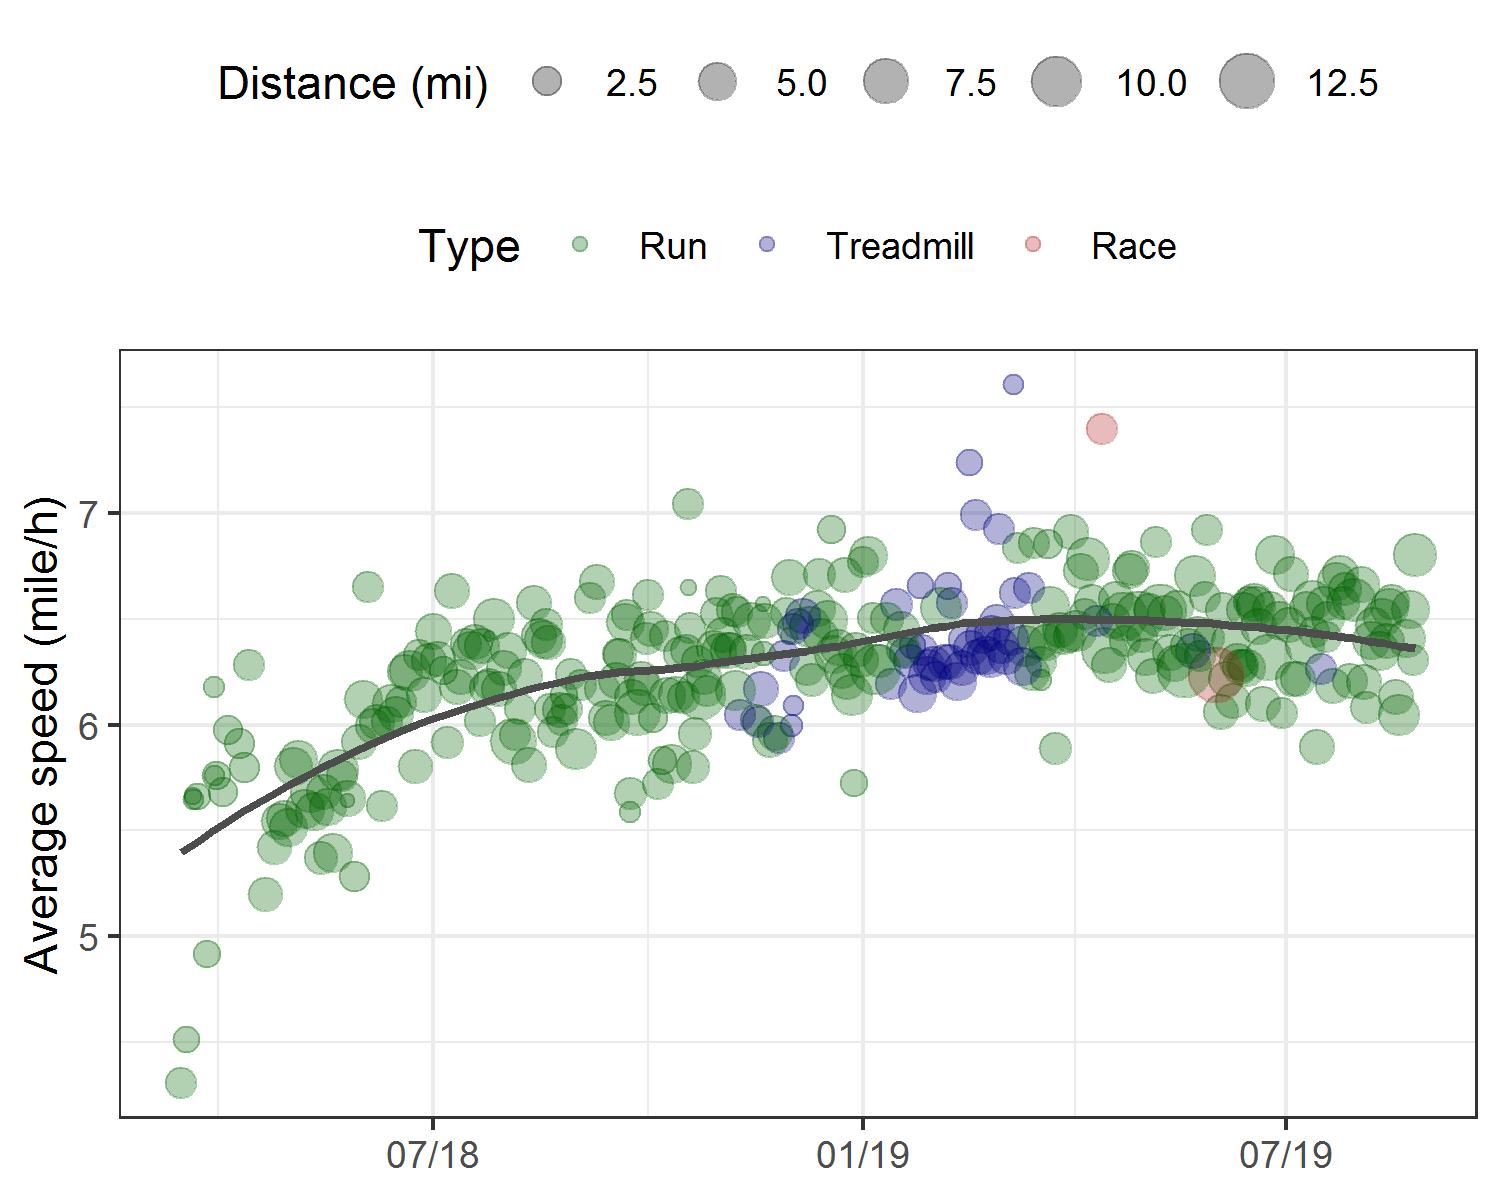 Distance (mi) 2.5 5.0 7.5 10.0 12.5
Type Run Treadmill Race
Average speed (mile/h)
7
6
5
07/18 01/19 07/19